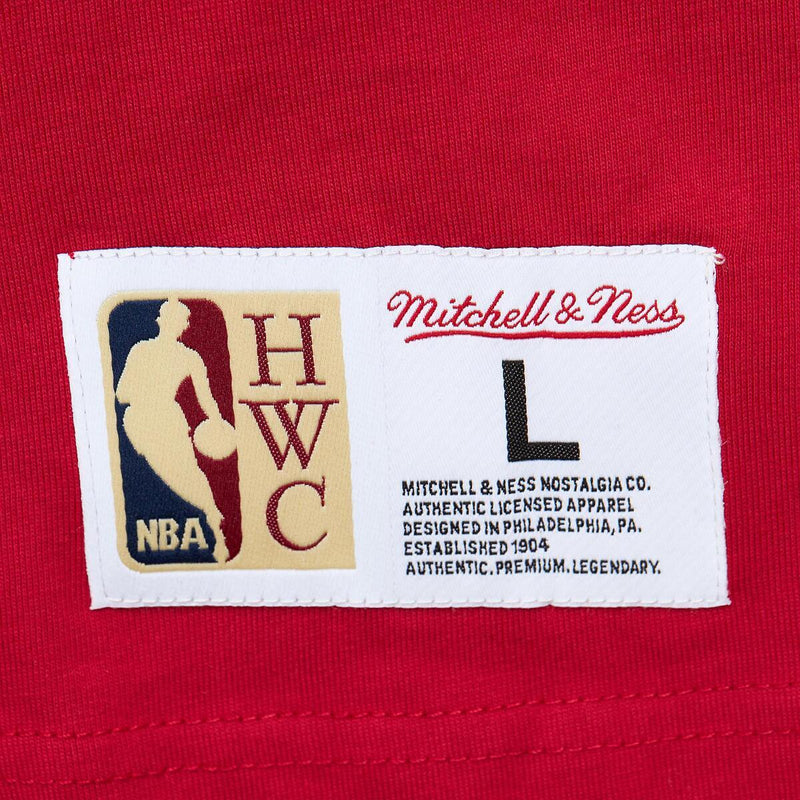 NBA
H
W
C
Mitchell & Ness
L
MITCHELL & NESS NOSTALGIA CO.
AUTHENTIC LICENSED APPAREL
DESIGNED IN PHILADELPHIA, PA.
ESTABLISHED 1904
AUTHENTIC. PREMIUM. LEGENDARY.